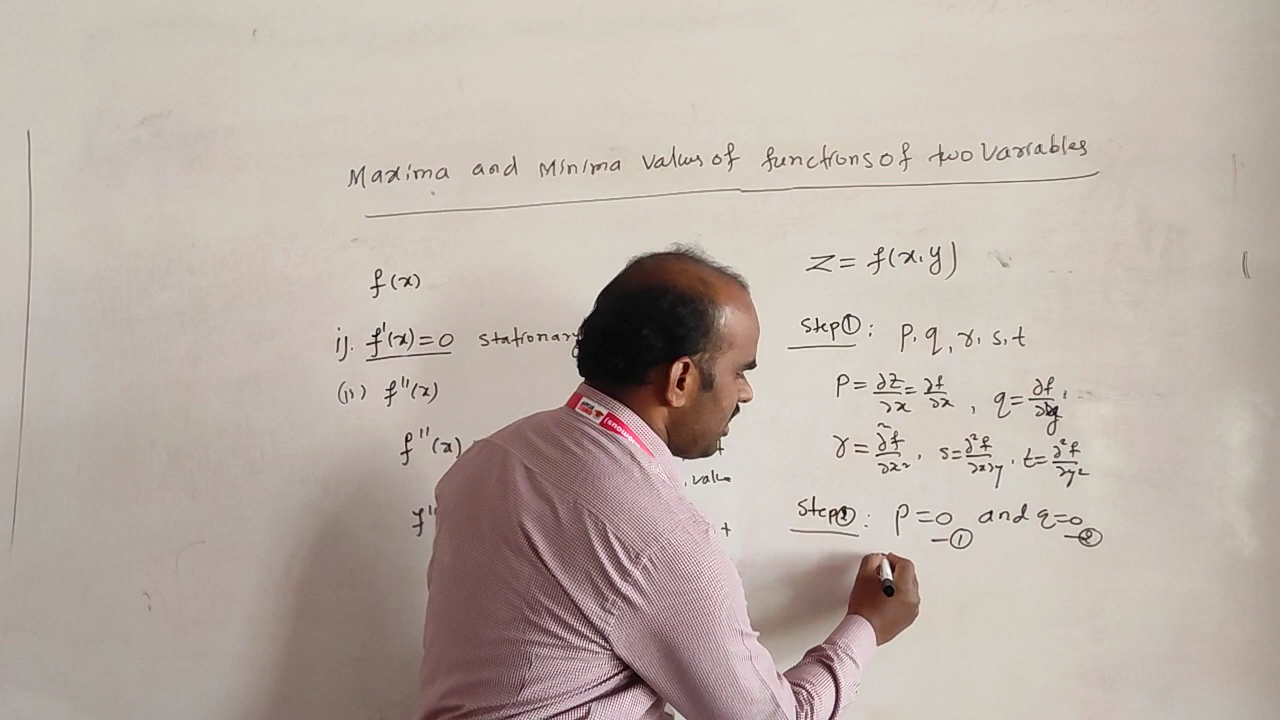 Maxima and Minima Values of functions of two Variables
f(x)
i). f'(x)=0 stationary
(ii) f''(x)
f''(x)
value
f''
+
Z = f(x,y)
Step①: P, q, r, s, t
P = ∂Z/∂x = ∂f/∂x , q = ∂f/∂y
r = ∂²f/∂x² , s = ∂²f/∂x∂y , t = ∂²f/∂y²
Step②: P=0 and q=0
—① —②